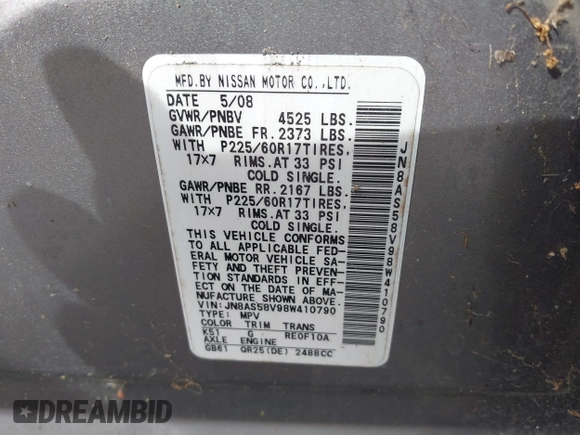 MFD.BY NISSAN MOTOR CO.,LTD.
DATE 5/08
GVWR/PNBV 4525 LBS.
GAWR/PNBE FR. 2373 LBS.
WITH P225/60R17TIRES,
17×7 RIMS.AT 33 PSI
COLD SINGLE.
GAWR/PNBE RR. 2167 LBS.
WITH P225/60R17TIRES,
17×7 RIMS.AT 33 PSI
COLD SINGLE.
THIS VEHICLE CONFORMS
TO ALL APPLICABLE FED-
ERAL MOTOR VEHICLE SA-
FETY AND THEFT PREVEN-
TION STANDARDS IN EFF-
ECT ON THE DATE OF MA-
NUFACTURE SHOWN ABOVE.
VIN: JN8AS58V98W410790
TYPE: MPV
COLOR TRIM TRANS
K51 G RE0F10A
AXLE ENGINE
GB61 QR25(DE) 2488CC
JN8AS58V98W410790
DREAMBID